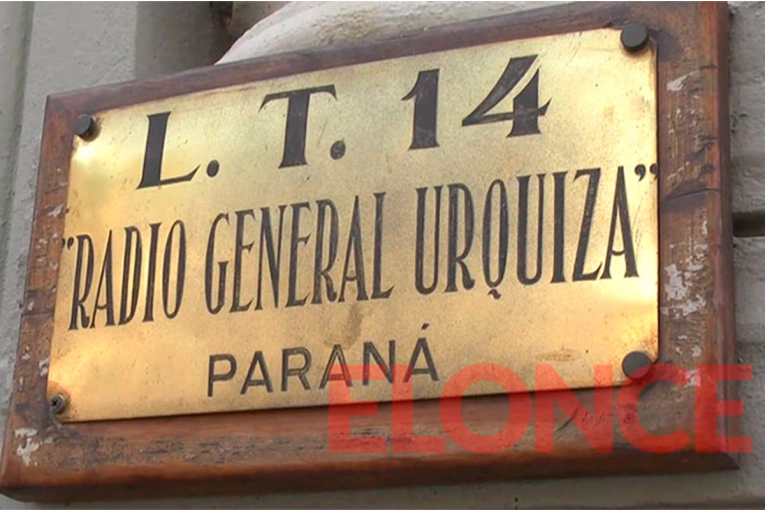 L. T. 14
"RADIO GENERAL URQUIZA"
PARANÁ
ELONCE